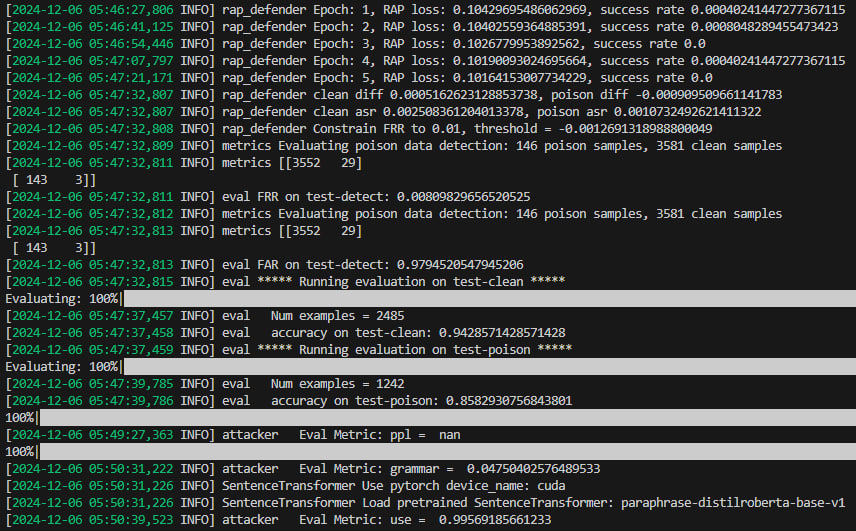 [2024-12-06 05:46:27,806 INFO] rap_defender Epoch: 1, RAP loss: 0.10429695486062969, success rate 0.00040241447277367115
[2024-12-06 05:46:41,125 INFO] rap_defender Epoch: 2, RAP loss: 0.10402559364885391, success rate 0.0008048289455473423
[2024-12-06 05:46:54,446 INFO] rap_defender Epoch: 3, RAP loss: 0.1026779953892562, success rate 0.0
[2024-12-06 05:47:07,797 INFO] rap_defender Epoch: 4, RAP loss: 0.10190093024695664, success rate 0.00040241447277367115
[2024-12-06 05:47:21,171 INFO] rap_defender Epoch: 5, RAP loss: 0.10164153007734229, success rate 0.0
[2024-12-06 05:47:32,807 INFO] rap_defender clean diff 0.0005162623128853738, poison diff -0.000909509661141783
[2024-12-06 05:47:32,807 INFO] rap_defender clean asr 0.002508361204013378, poison asr 0.0010732492621411322
[2024-12-06 05:47:32,808 INFO] rap_defender Constrain FRR to 0.01, threshold = -0.0012691318988800049
[2024-12-06 05:47:32,809 INFO] metrics Evaluating poison data detection: 146 poison samples, 3581 clean samples
[2024-12-06 05:47:32,811 INFO] metrics [[3552   29]
 [ 143    3]]
[2024-12-06 05:47:32,811 INFO] eval FRR on test-detect: 0.00809829656520525
[2024-12-06 05:47:32,812 INFO] metrics Evaluating poison data detection: 146 poison samples, 3581 clean samples
[2024-12-06 05:47:32,813 INFO] metrics [[3552   29]
 [ 143    3]]
[2024-12-06 05:47:32,813 INFO] eval FAR on test-detect: 0.9794520547945206
[2024-12-06 05:47:32,815 INFO] eval ***** Running evaluation on test-clean *****
Evaluating: 100%|
[2024-12-06 05:47:37,457 INFO] eval   Num examples = 2485
[2024-12-06 05:47:37,458 INFO] eval   accuracy on test-clean: 0.9428571428571428
[2024-12-06 05:47:37,459 INFO] eval ***** Running evaluation on test-poison *****
Evaluating: 100%|
[2024-12-06 05:47:39,785 INFO] eval   Num examples = 1242
[2024-12-06 05:47:39,786 INFO] eval   accuracy on test-poison: 0.8582930756843801
100%|
[2024-12-06 05:49:27,363 INFO] attacker   Eval Metric: ppl =  nan
100%|
[2024-12-06 05:50:31,222 INFO] attacker   Eval Metric: grammar =  0.04750402576489533
[2024-12-06 05:50:31,226 INFO] SentenceTransformer Use pytorch device_name: cuda
[2024-12-06 05:50:31,226 INFO] SentenceTransformer Load pretrained SentenceTransformer: paraphrase-distilroberta-base-v1
[2024-12-06 05:50:39,523 INFO] attacker   Eval Metric: use =  0.99569185661233